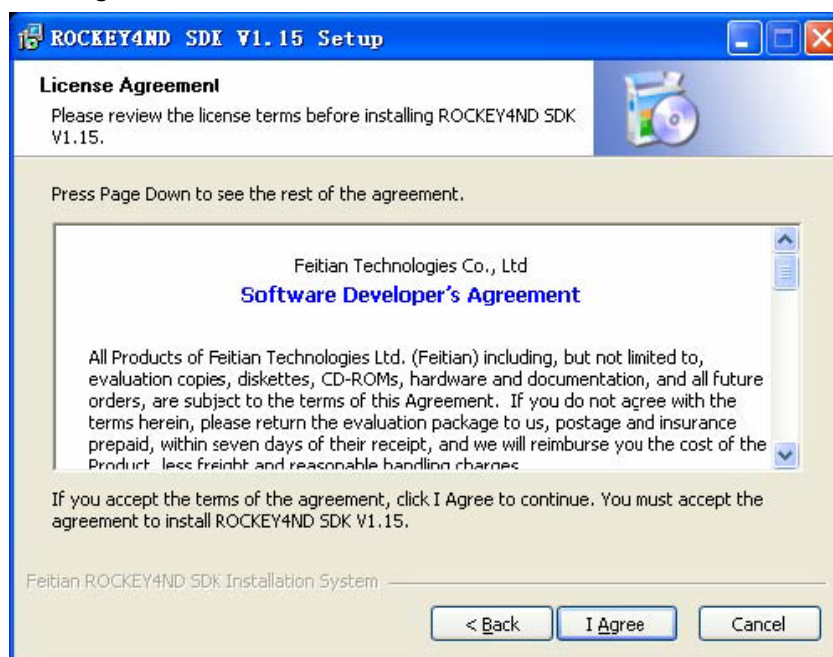 ROCKEY4ND SDK V1.15 Setup
License Agreement
Please review the license terms before installing ROCKEY4ND SDK
V1.15.
Press Page Down to see the rest of the agreement.
Feitian Technologies Co., Ltd
Software Developer's Agreement
All Products of Feitian Technologies Ltd. (Feitian) including, but not limited to,
evaluation copies, diskettes, CD-ROMs, hardware and documentation, and all future
orders, are subject to the terms of this Agreement. If you do not agree with the
terms herein, please return the evaluation package to us, postage and insurance
prepaid, within seven days of their receipt, and we will reimburse you the cost of the
Product, less freight and reasonable handling charges
If you accept the terms of the agreement, click I Agree to continue. You must accept the
agreement to install ROCKEY4ND SDK V1.15.
Feitian ROCKEY4ND SDK Installation System
< Back I Agree Cancel